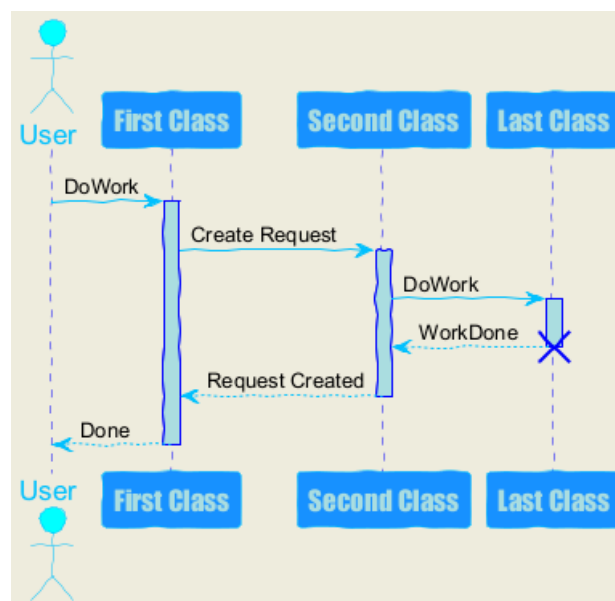 User
First Class
Second Class
Last Class
DoWork
Create Request
DoWork
WorkDone
Request Created
Done
User
First Class
Second Class
Last Class